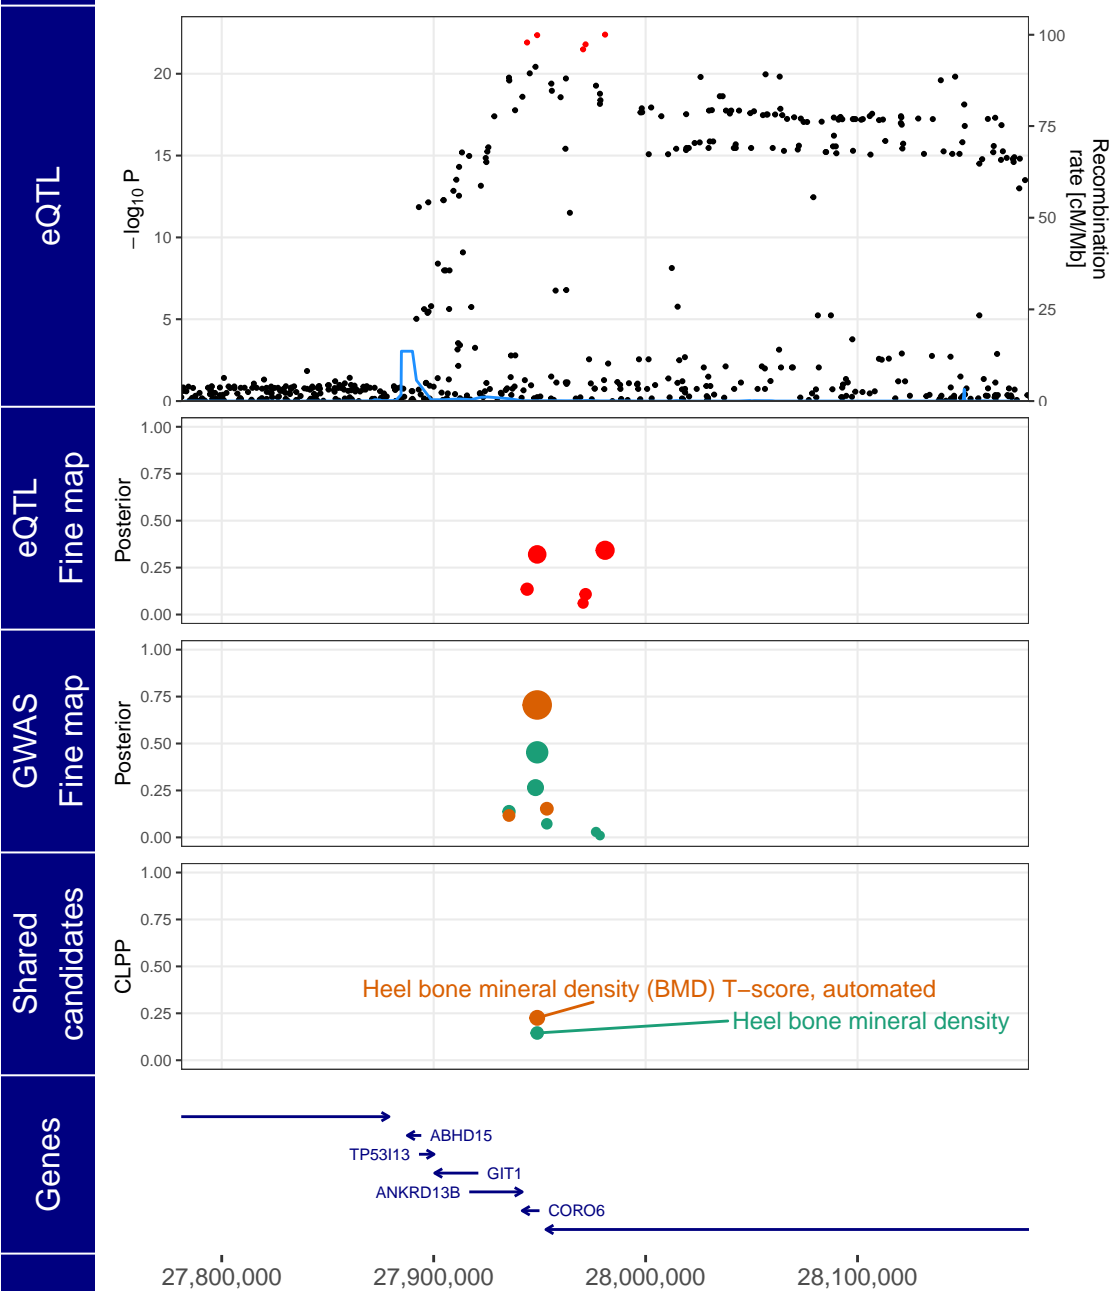 eQTL
−log10 P
20
15
10
5
0
100
75
50
25
0
Recombination
rate [cM/Mb]
eQTL
Fine map
Posterior
1.00
0.75
0.50
0.25
0.00
GWAS
Fine map
Posterior
1.00
0.75
0.50
0.25
0.00
Shared
candidates
CLPP
1.00
0.75
0.50
0.25
0.00
Heel bone mineral density (BMD) T−score, automated
Heel bone mineral density
Genes
ABHD15
TP53I13
GIT1
ANKRD13B
CORO6
27,800,000
27,900,000
28,000,000
28,100,000